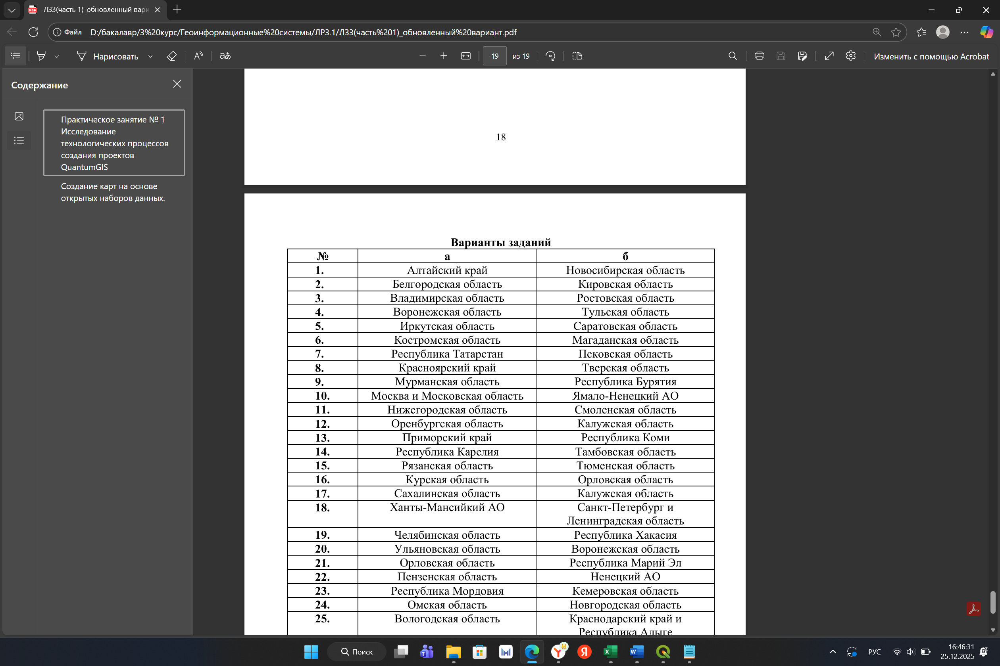 ЛЗ3(часть 1)_обновленный вари
Файл D:/бакалавр/3%20курс/Геоинформационные%20системы/ЛР3.1/ЛЗ3(часть%201)_обновленный%20вариант.pdf
Нарисовать
19 из 19
Изменить с помощью Acrobat
Содержание
Практическое занятие № 1
Исследование
технологических процессов
создания проектов
QuantumGIS
Создание карт на основе
открытых наборов данных.
18
Варианты заданий
№ а б
1. Алтайский край Новосибирская область
2. Белгородская область Кировская область
3. Владимирская область Ростовская область
4. Воронежская область Тульская область
5. Иркутская область Саратовская область
6. Костромская область Магаданская область
7. Республика Татарстан Псковская область
8. Красноярский край Тверская область
9. Мурманская область Республика Бурятия
10. Москва и Московская область Ямало-Ненецкий АО
11. Нижегородская область Смоленская область
12. Оренбургская область Калужская область
13. Приморский край Республика Коми
14. Республика Карелия Тамбовская область
15. Рязанская область Тюменская область
16. Курская область Орловская область
17. Сахалинская область Калужская область
18. Ханты-Мансийкий АО Санкт-Петербург и
Ленинградская область
19. Челябинская область Республика Хакасия
20. Ульяновская область Воронежская область
21. Орловская область Республика Марий Эл
22. Пензенская область Ненецкий АО
23. Республика Мордовия Кемеровская область
24. Омская область Новгородская область
25. Вологодская область Краснодарский край и
Республика Адыге
Поиск
РУС
16:46:31
25.12.2025